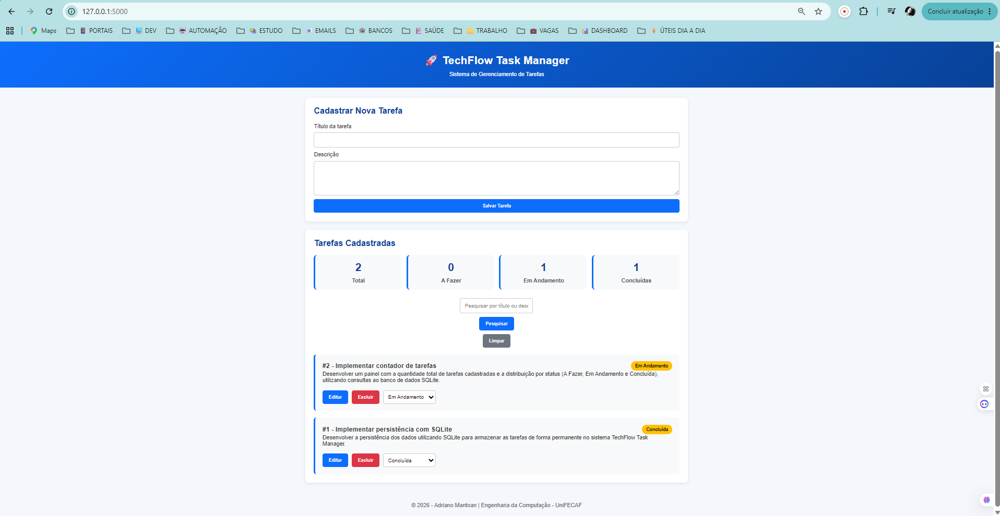 127.0.0.1:5000
Concluir atualização
Maps
PORTAIS
DEV
AUTOMAÇÃO
ESTUDO
EMAILS
BANCOS
SAÚDE
TRABALHO
VAGAS
DASHBOARD
ÚTEIS DIA A DIA
TechFlow Task Manager
Sistema de Gerenciamento de Tarefas
Cadastrar Nova Tarefa
Título da tarefa
Descrição
Salvar Tarefa
Tarefas Cadastradas
2
Total
0
A Fazer
1
Em Andamento
1
Concluídas
Pesquisar por título ou desc
Pesquisar
Limpar
#2 - Implementar contador de tarefas
Em Andamento
Desenvolver um painel com a quantidade total de tarefas cadastradas e a distribuição por status (A Fazer, Em Andamento e Concluída),
utilizando consultas ao banco de dados SQLite.
Editar
Excluir
Em Andamento
#1 - Implementar persistência com SQLite
Concluída
Desenvolver a persistência dos dados utilizando SQLite para armazenar as tarefas de forma permanente no sistema TechFlow Task
Manager.
Editar
Excluir
Concluída
© 2026 - Adriano Mantoan | Engenharia da Computação - UniFECAF